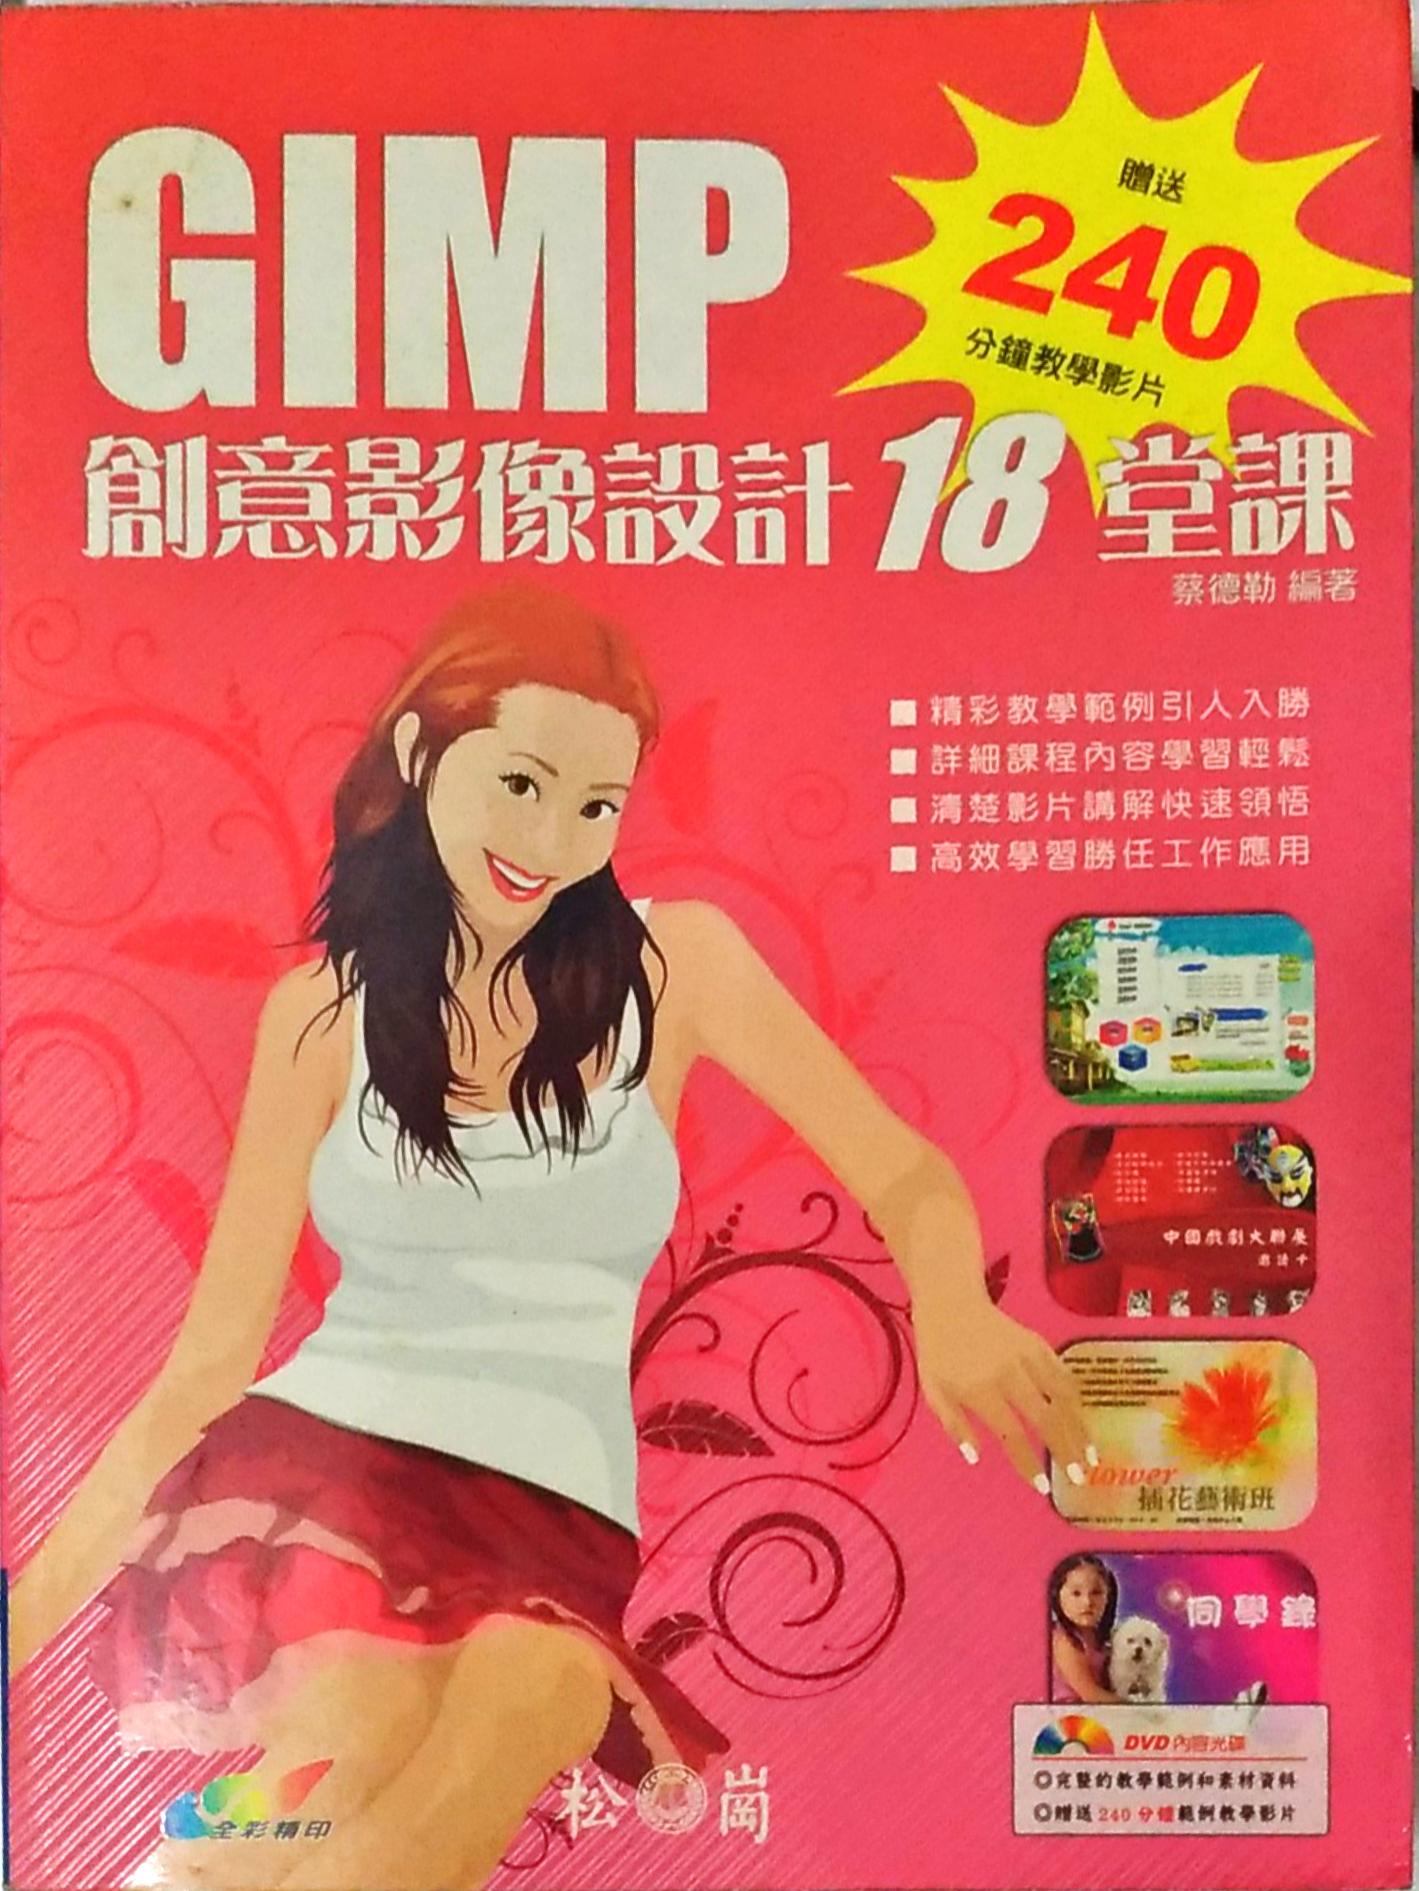 GIMP
贈送
240
分鐘教學影片
創意影像設計18堂課
蔡德勒 編著
精彩教學範例引人入勝
詳細課程內容學習輕鬆
清楚影片講解快速領悟
高效學習勝任工作應用
中國戲劇大聯展
邀請卡
插花藝術班
同學錄
DVD內容光碟
◎完整的教學範例和素材資料
◎贈送240分鐘範例教學影片
全彩精印
松崗